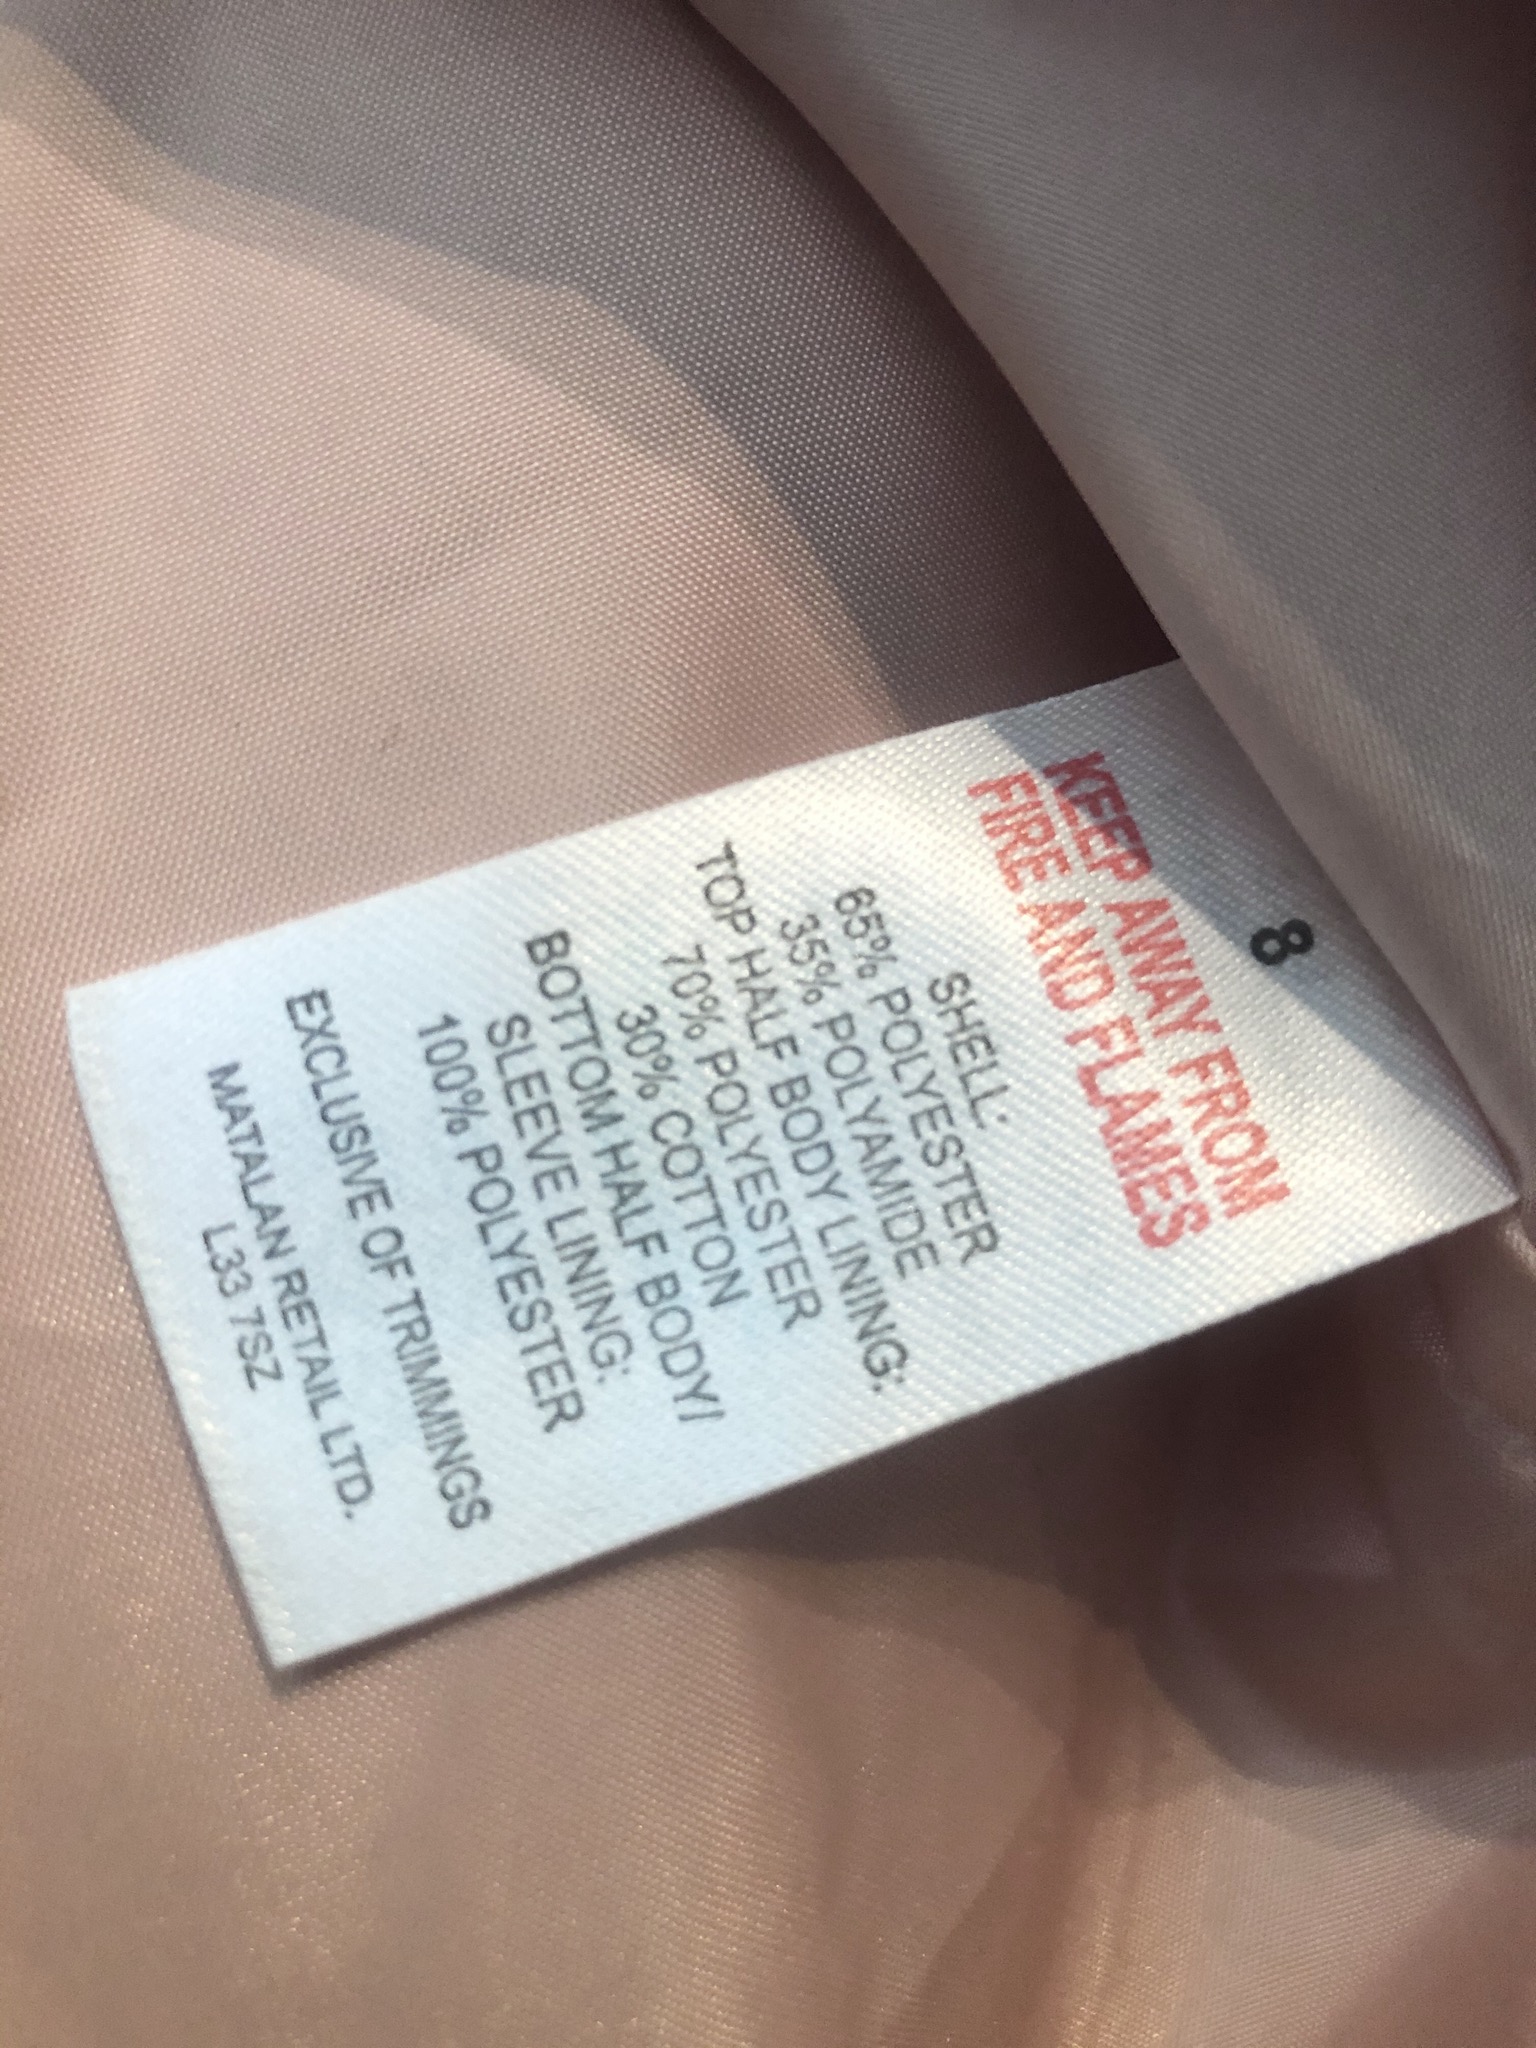 8
KEEP AWAY FROM
FIRE AND FLAMES
SHELL:
65% POLYESTER
35% POLYAMIDE
TOP HALF BODY LINING:
70% POLYESTER
30% COTTON
BOTTOM HALF BODY/
SLEEVE LINING:
100% POLYESTER
EXCLUSIVE OF TRIMMINGS
MATALAN RETAIL LTD.
L33 7SZ